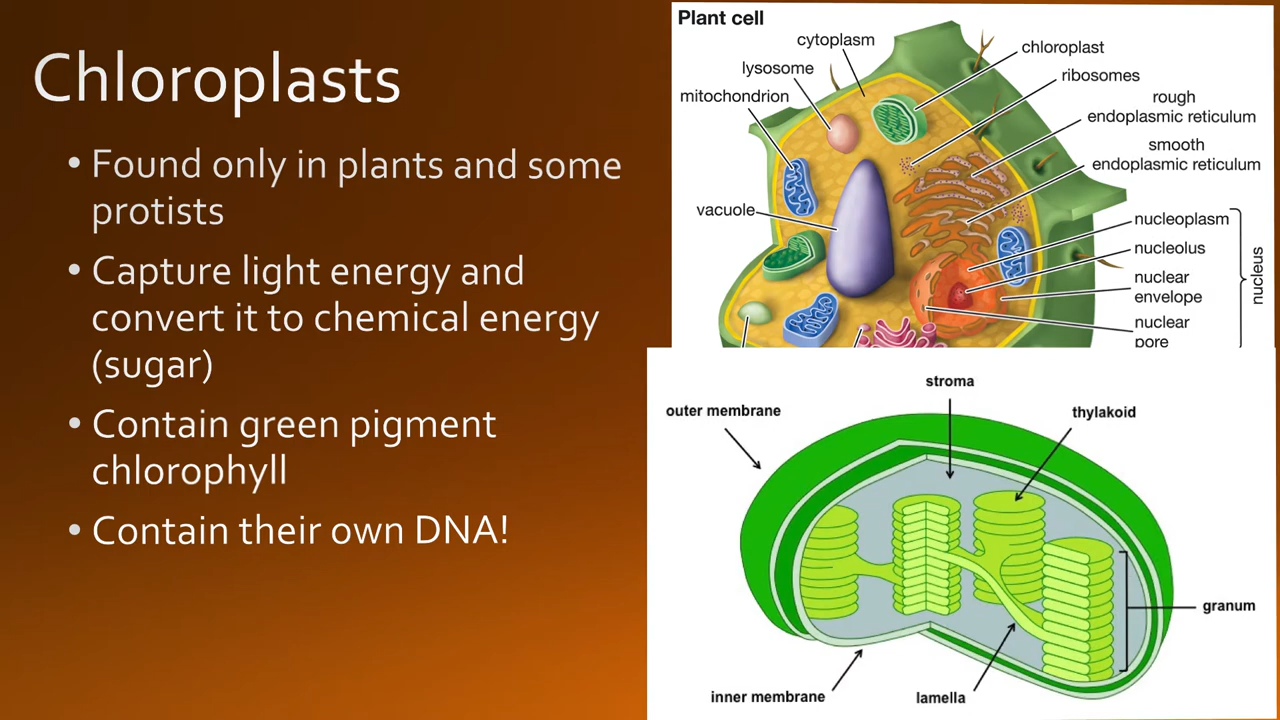 Chloroplasts
• Found only in plants and some
protists
• Capture light energy and
convert it to chemical energy
(sugar)
• Contain green pigment
chlorophyll
• Contain their own DNA!
Plant cell
cytoplasm
lysosome
mitochondrion
vacuole
chloroplast
ribosomes
rough
endoplasmic reticulum
smooth
endoplasmic reticulum
nucleoplasm
nucleolus
nuclear
envelope
nuclear
pore
nucleus
stroma
outer membrane
thylakoid
granum
inner membrane
lamella